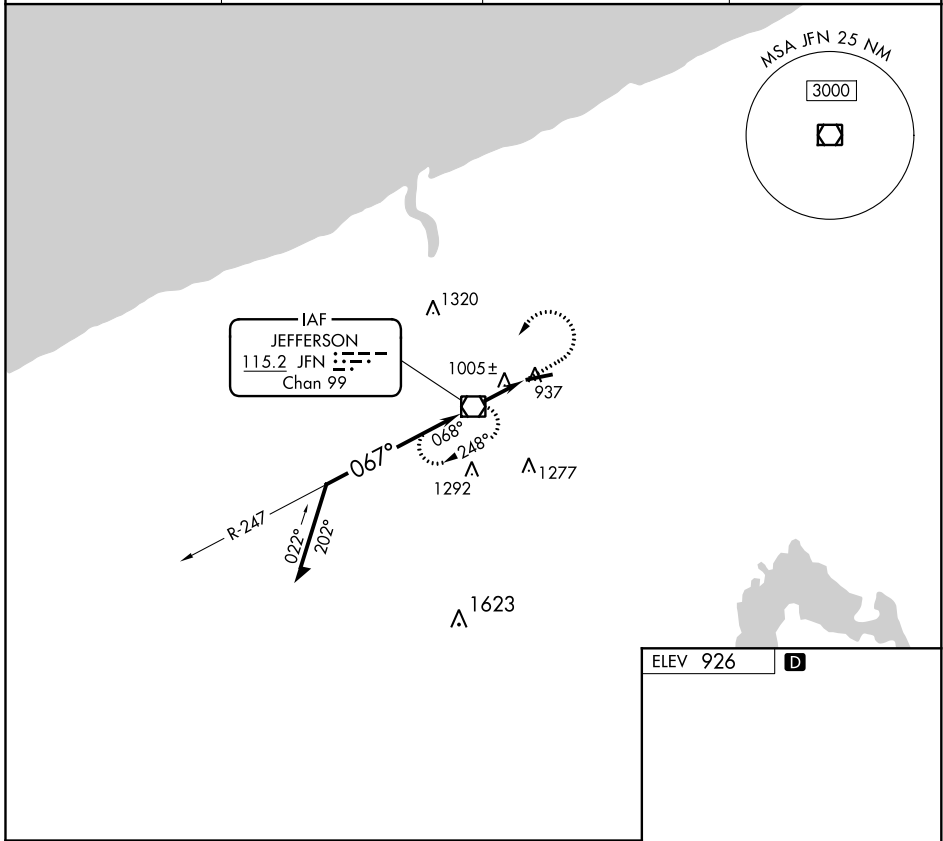 MSA JFN 25 NM
3000
1320
IAF
JEFFERSON
115.2 JFN
Chan 99
1005±
937
068°
248°
067°
1292
1277
R-247
022°
202°
1623
ELEV 926 D